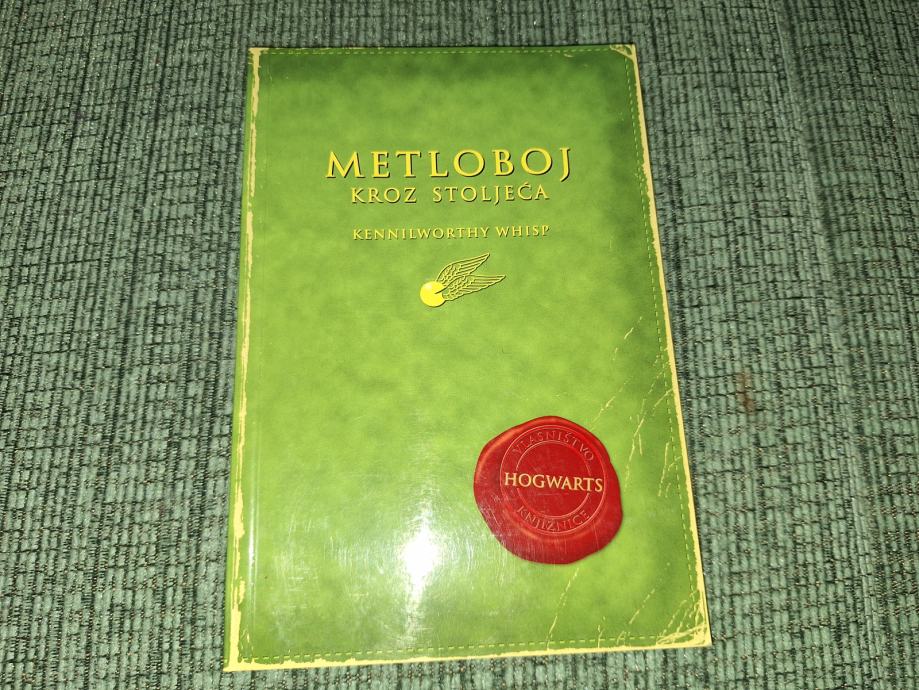 METLOBOJ
KROZ STOLJEĆA
KENNILWORTHY WHISP
VLASNIŠTVO
HOGWARTS
KNJIŽNICE